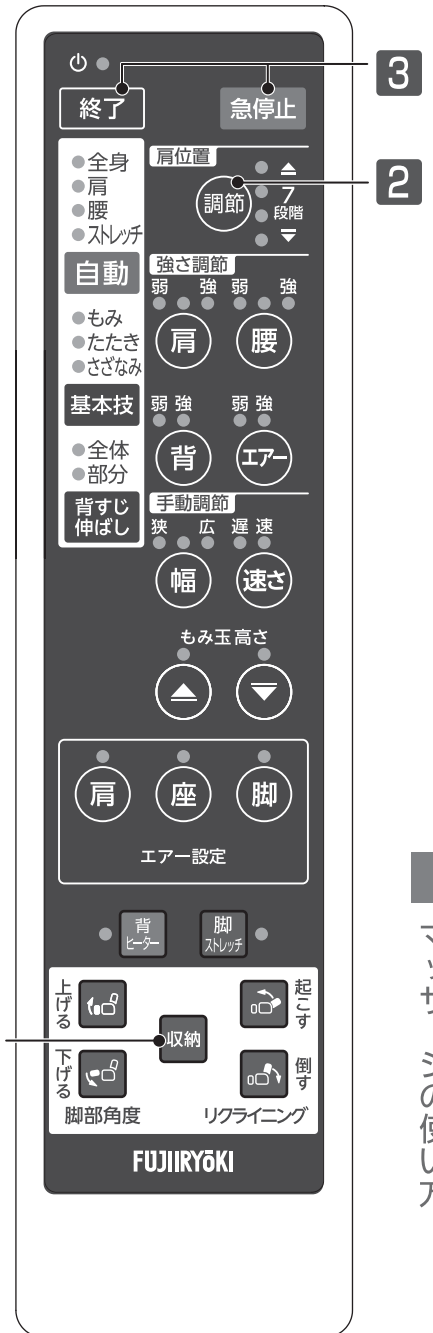 終了
急停止
3
全身
肩
腰
ストレッチ
自動
もみ
たたき
さざなみ
基本技
全体
部分
背すじ
伸ばし
肩位置
調節
7
段階
2
強さ調節
弱 強 弱 強
肩 腰
弱 強 弱 強
背 エアー
手動調節
狭 広 遅 速
幅 速さ
もみ玉高さ
肩 座 脚
エアー設定
背
ヒーター
脚
ストレッチ
上げる
下げる
脚部角度
収納
起こす
倒す
リクライニング
FUJIIRYōKI